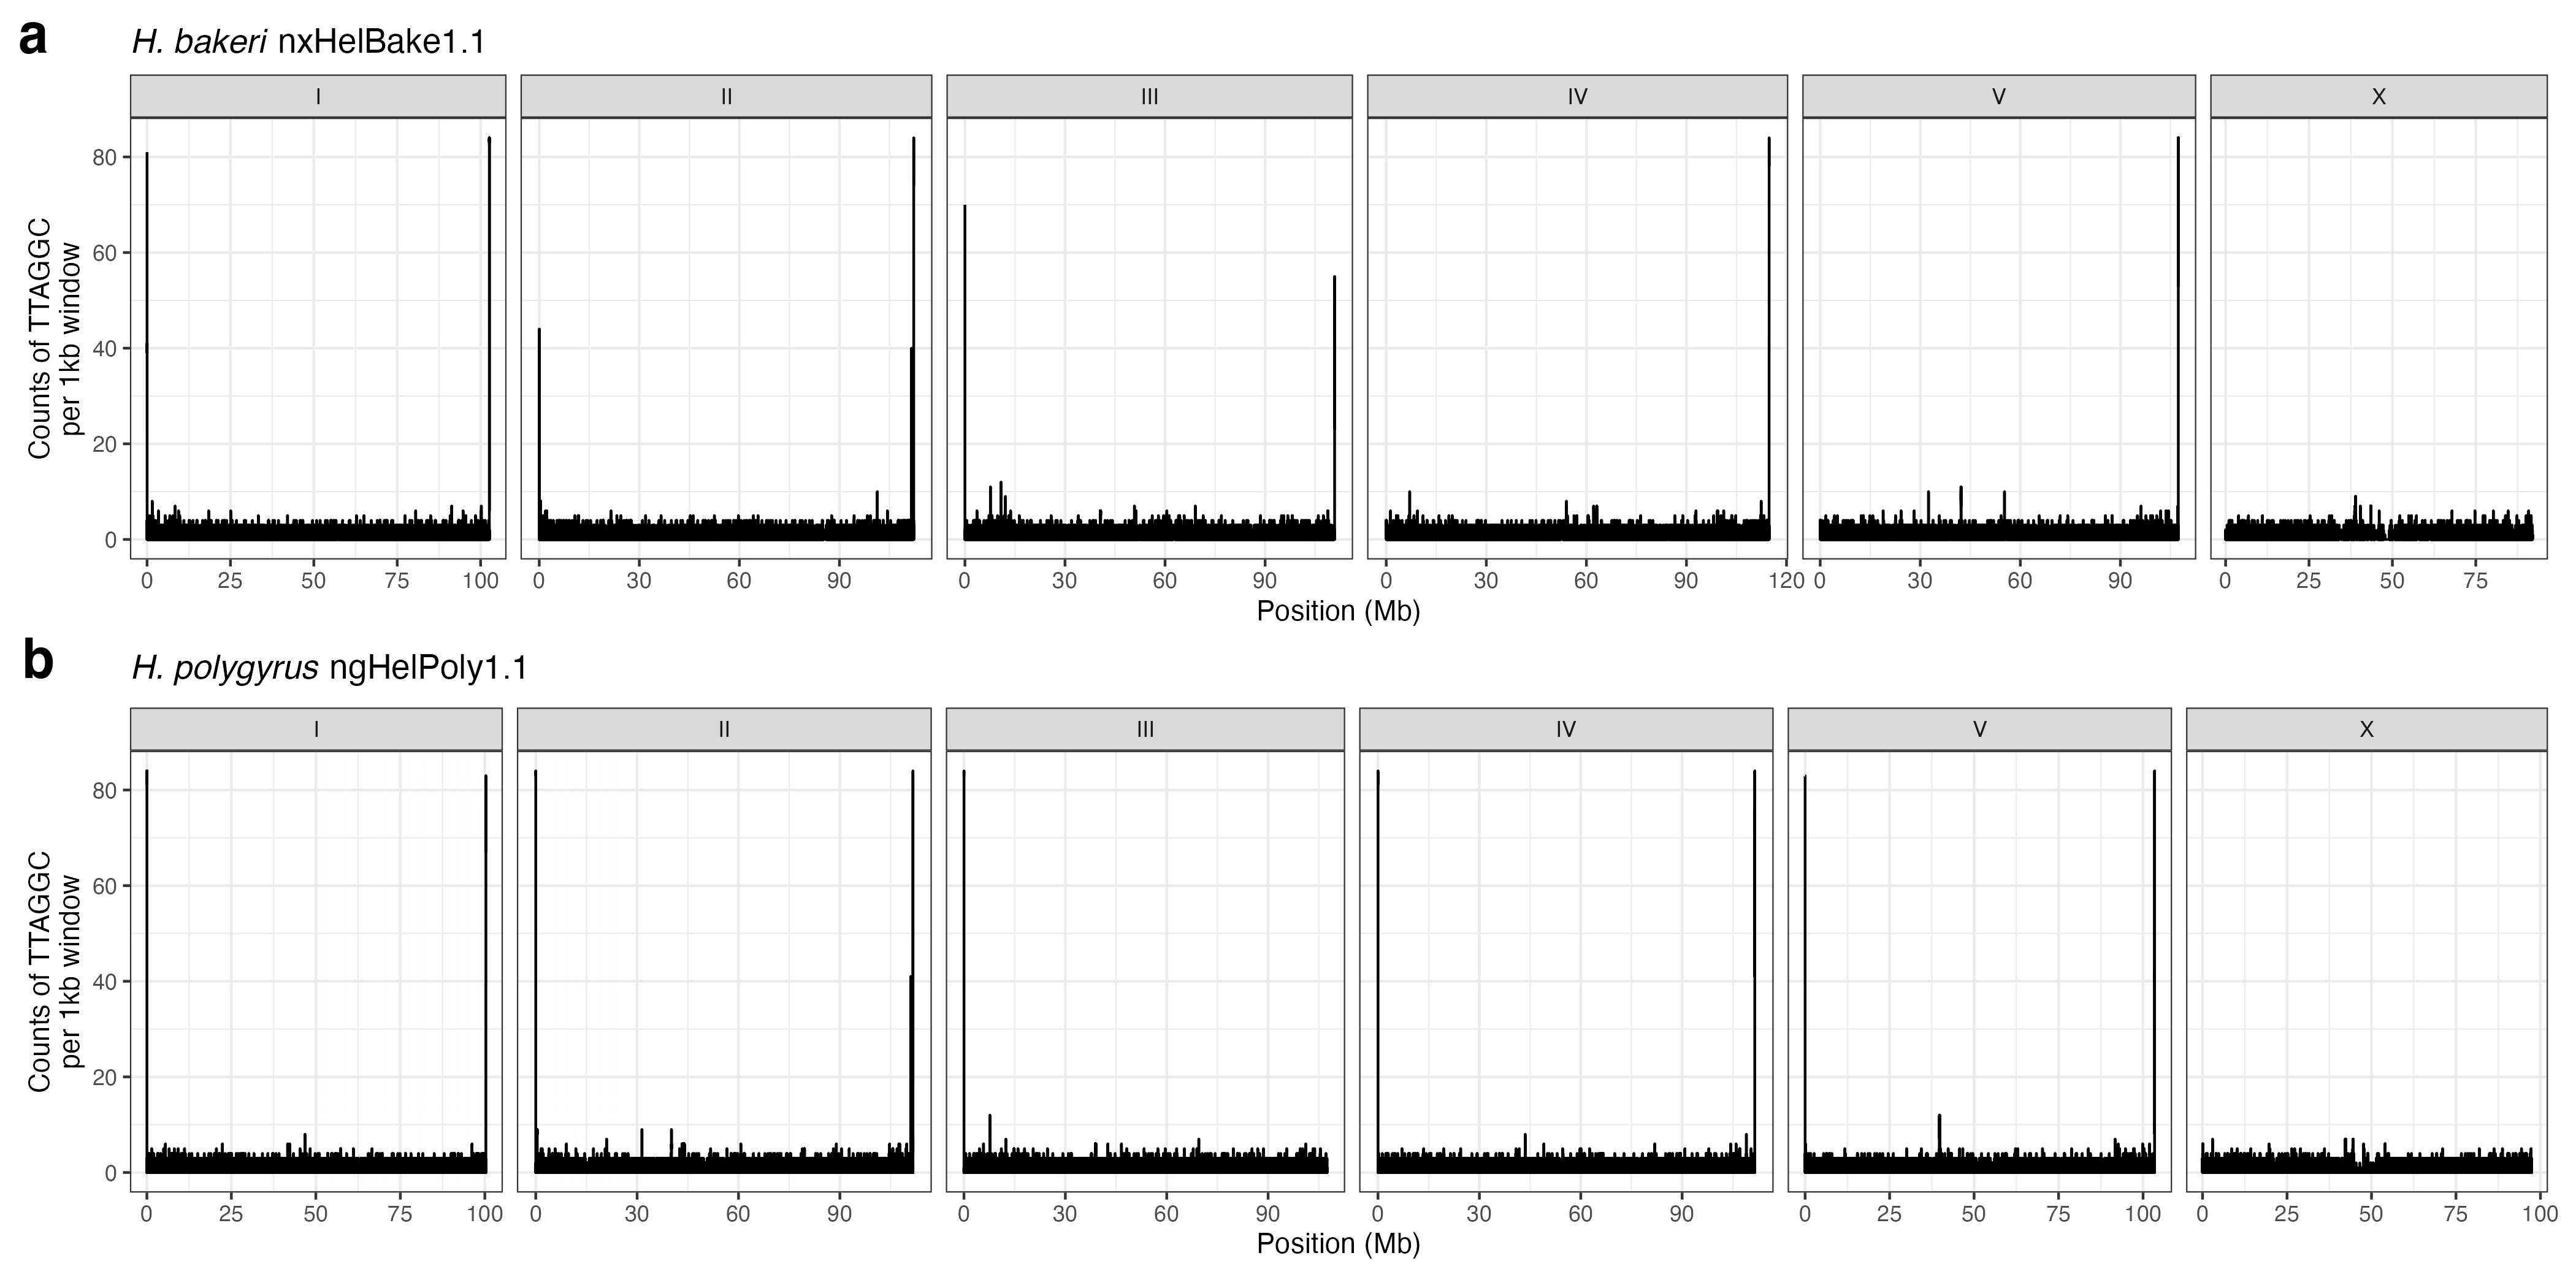 a
H. bakeri nxHelBake1.1
I II III IV V X
Counts of TTAGGC
per 1kb window
80
60
40
20
0
0 25 50 75 100 0 30 60 90 0 30 60 90 0 30 60 90 120 0 30 60 90 0 25 50 75
Position (Mb)
b
H. polygyrus ngHelPoly1.1
I II III IV V X
Counts of TTAGGC
per 1kb window
80
60
40
20
0
0 25 50 75 100 0 30 60 90 0 30 60 90 0 30 60 90 0 25 50 75 100 0 25 50 75 100
Position (Mb)